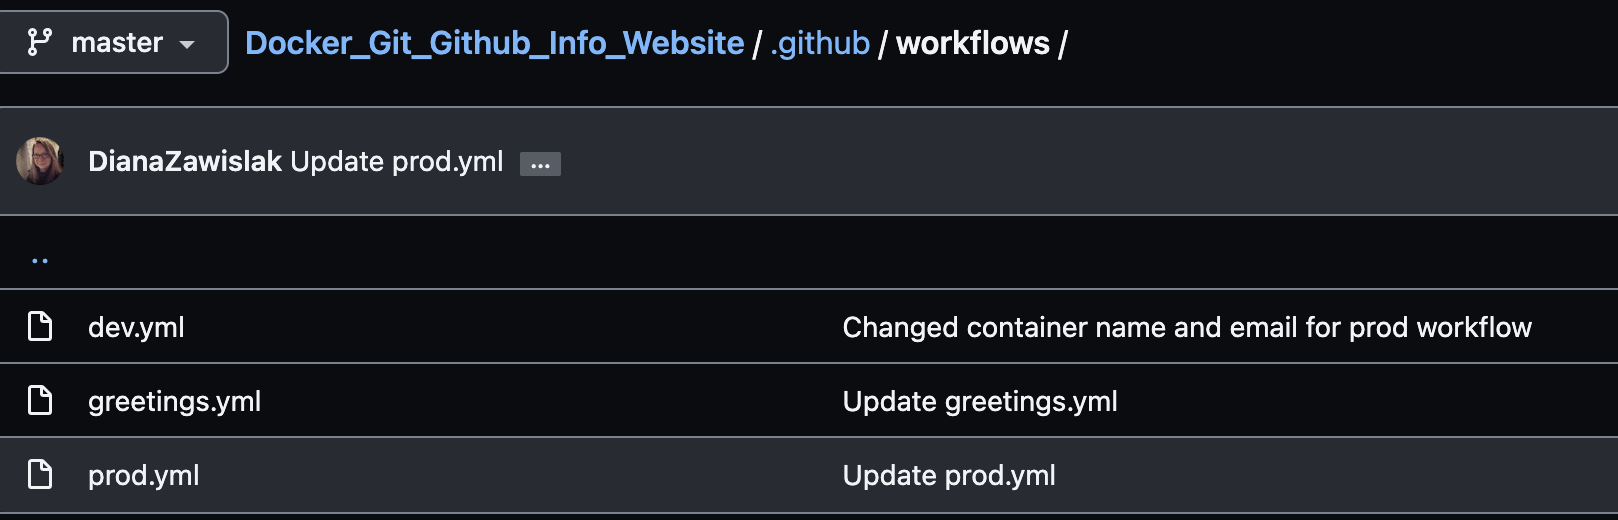 master Docker_Git_Github_Info_Website / .github / workflows /
DianaZawislak Update prod.yml ...
..
dev.yml Changed container name and email for prod workflow
greetings.yml Update greetings.yml
prod.yml Update prod.yml